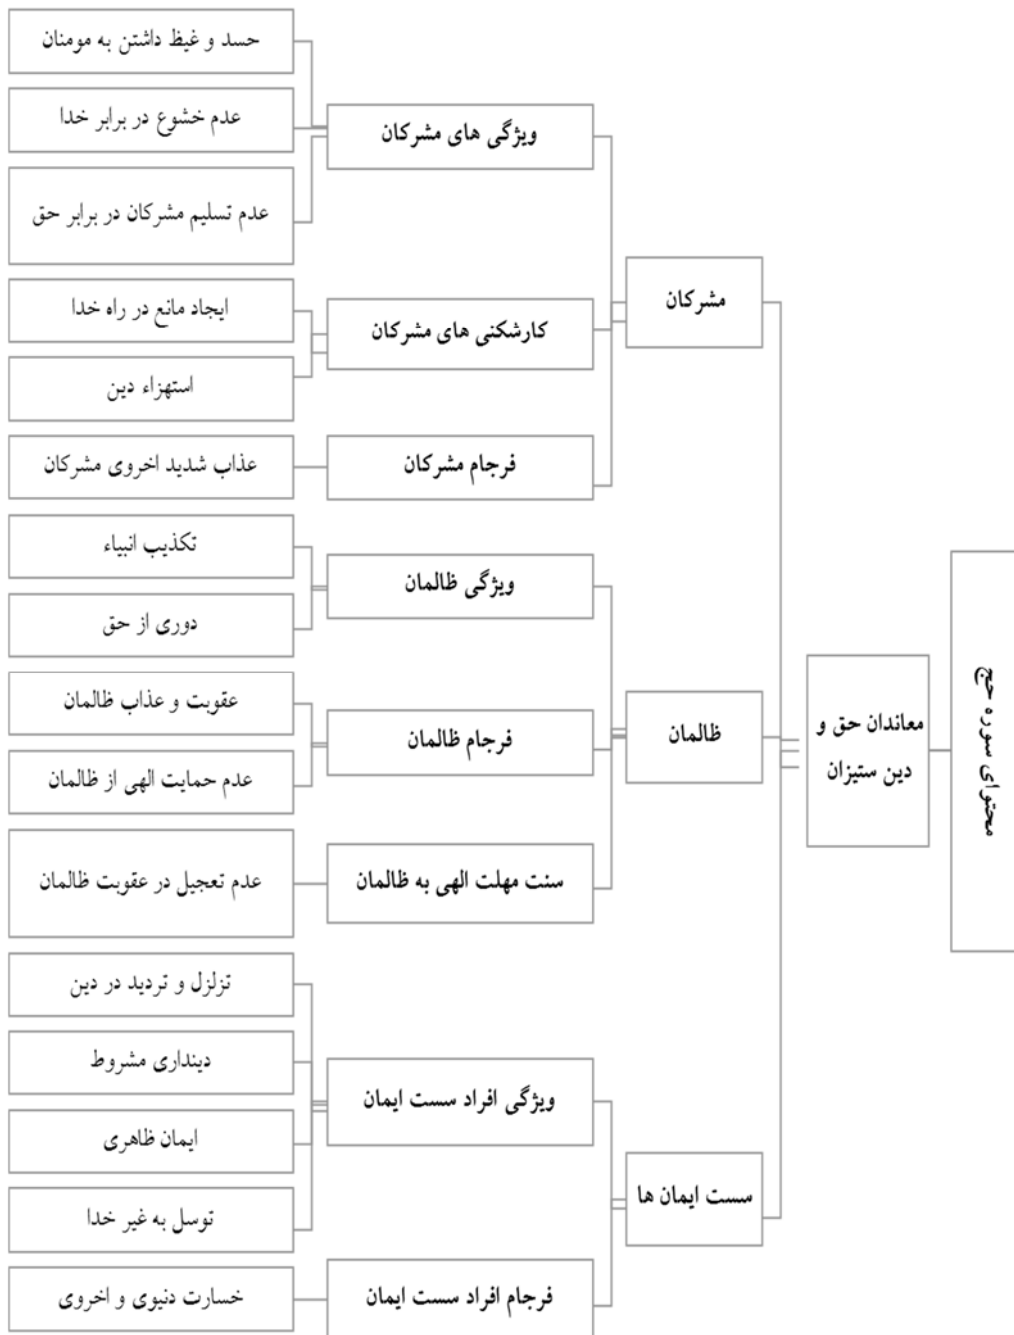 محتوای سوره حج
معاندان حق و
دین ستیزان
مشرکان
ویژگی های مشرکان
حسد و غیظ داشتن به مومنان
عدم خشوع در برابر خدا
عدم تسلیم مشرکان در برابر حق
کارشکنی های مشرکان
ایجاد مانع در راه خدا
استهزاء دین
فرجام مشرکان
عذاب شدید اخروی مشرکان
ظالمان
ویژگی ظالمان
تکذیب انبیاء
دوری از حق
فرجام ظالمان
عقوبت و عذاب ظالمان
عدم حمایت الهی از ظالمان
سنت مهلت الهی به ظالمان
عدم تعجیل در عقوبت ظالمان
سست ایمان ها
ویژگی افراد سست ایمان
تزلزل و تردید در دین
دینداری مشروط
ایمان ظاهری
توسل به غیر خدا
فرجام افراد سست ایمان
خسارت دنیوی و اخروی